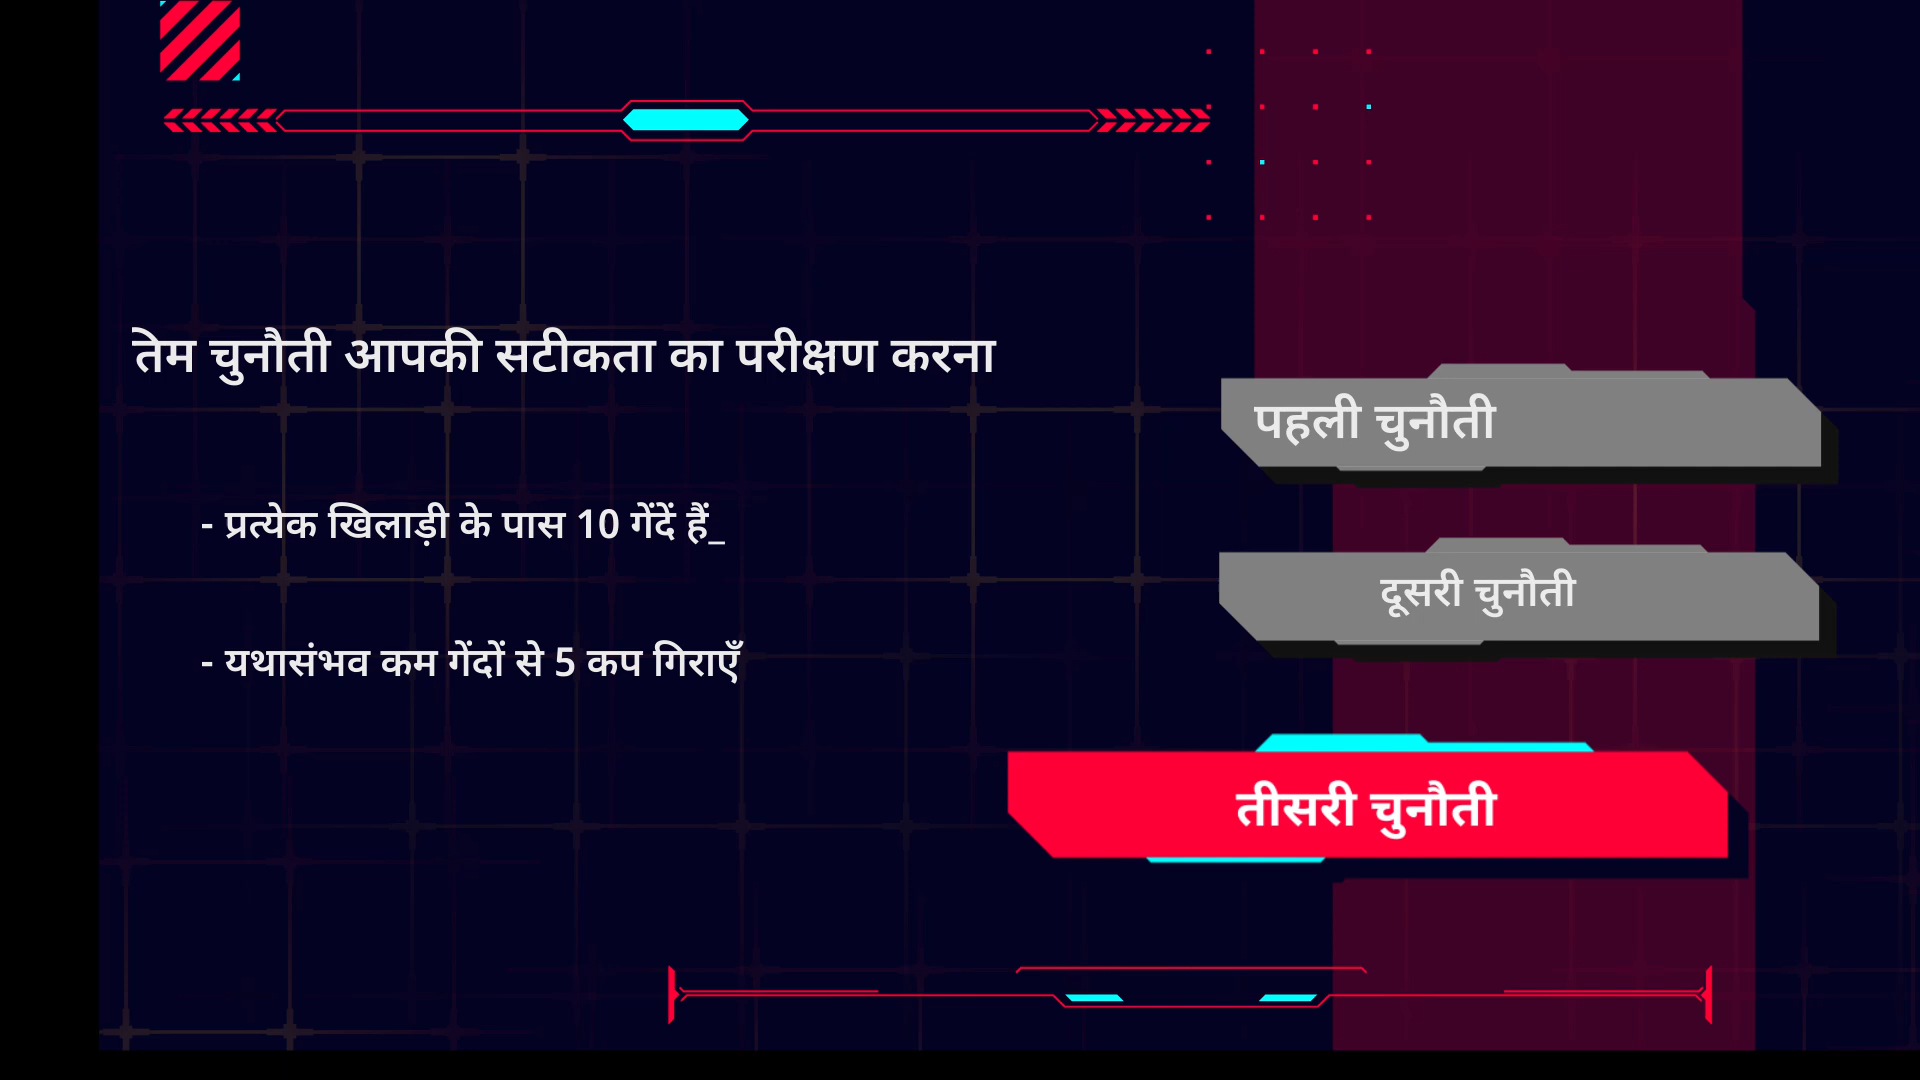 तेम चुनौती आपकी सटीकता का परीक्षण करना
- प्रत्येक खिलाड़ी के पास 10 गेंदें हैं_
- यथासंभव कम गेंदों से 5 कप गिराएँ
पहली चुनौती
दूसरी चुनौती
तीसरी चुनौती